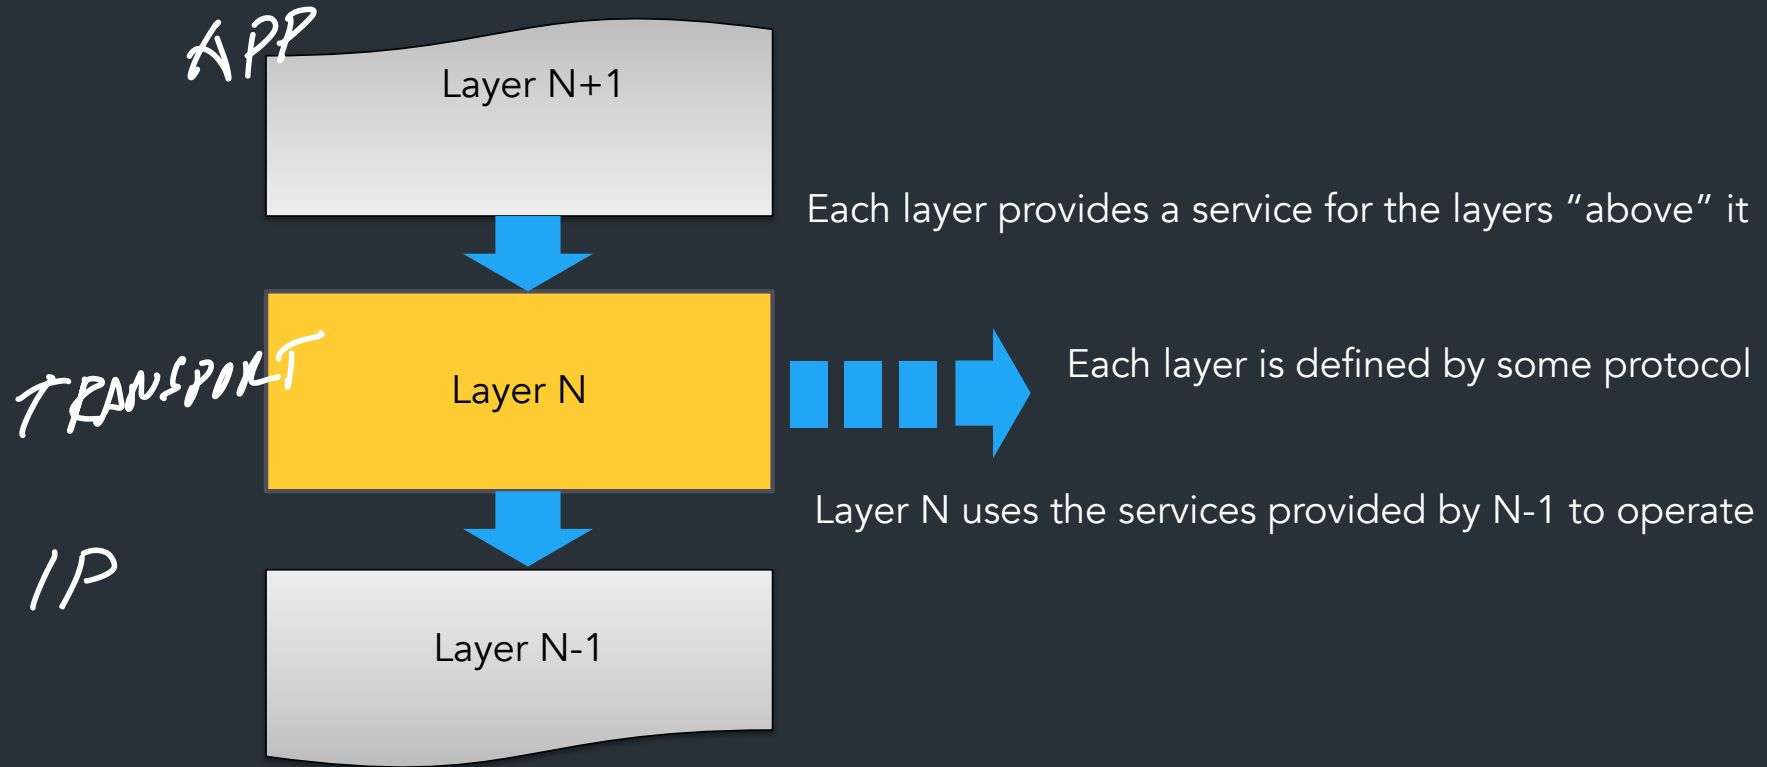 APP
Layer N+1
Each layer provides a service for the layers “above” it
TRANSPORT
Layer N
Each layer is defined by some protocol
Layer N uses the services provided by N-1 to operate
IP
Layer N-1